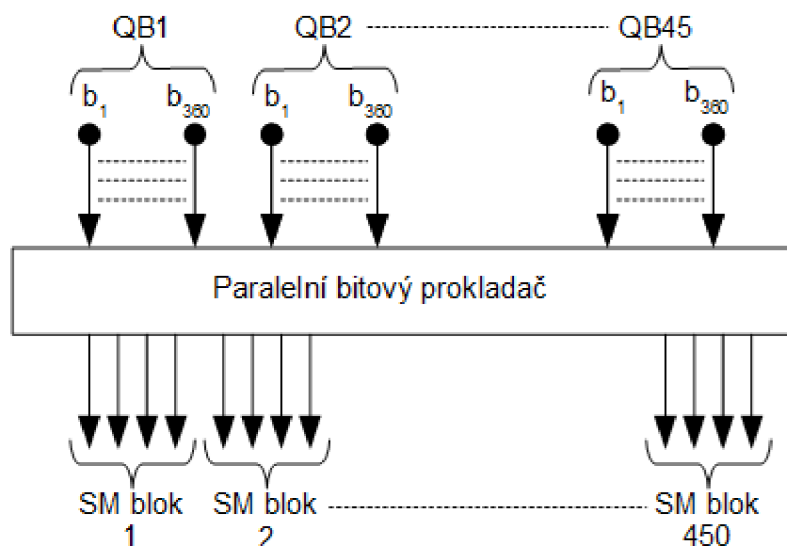 QB1 QB2 QB45
b1 b360 b1 b360 b1 b360
Paralelní bitový prokladač
SM blok SM blok SM blok
1 2 450